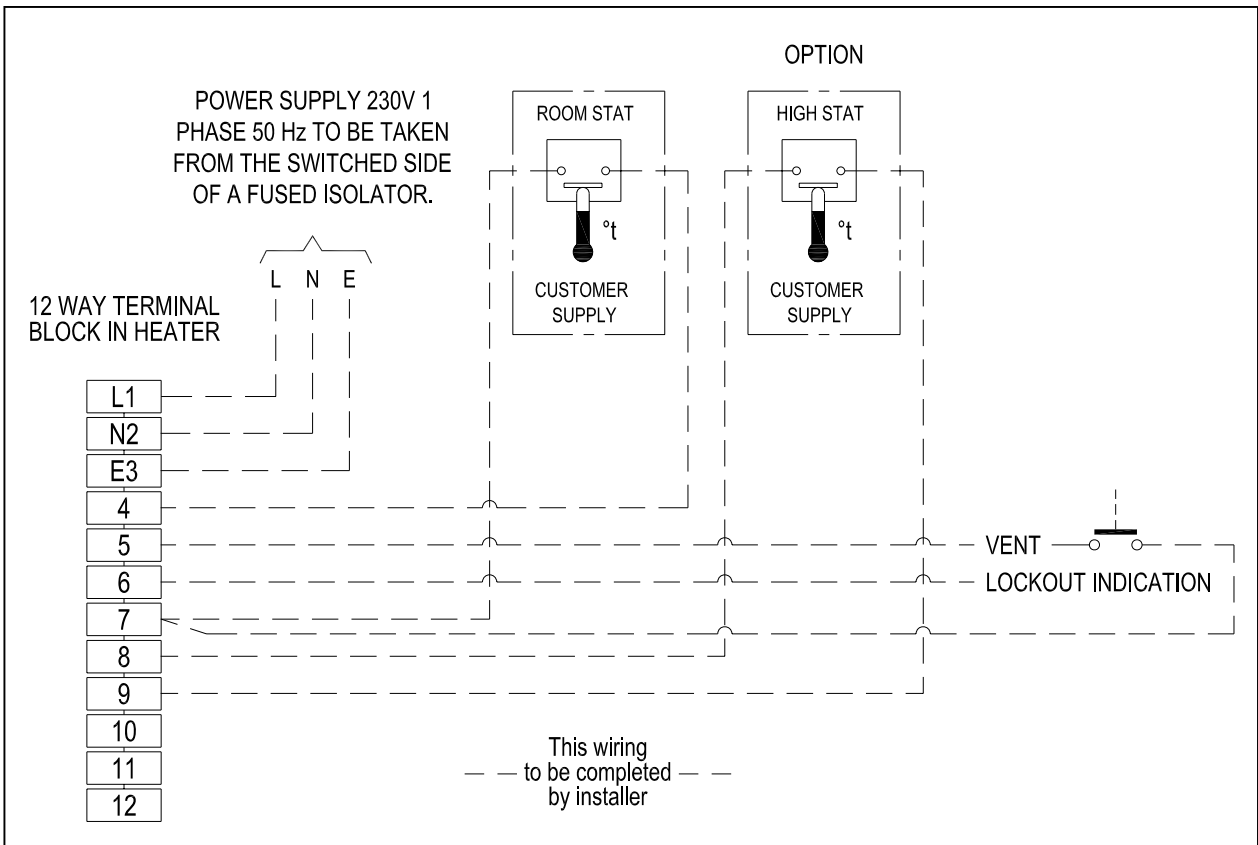 OPTION
POWER SUPPLY 230V 1
PHASE 50 Hz TO BE TAKEN
FROM THE SWITCHED SIDE
OF A FUSED ISOLATOR.
ROOM STAT
°t
CUSTOMER
SUPPLY
HIGH STAT
°t
CUSTOMER
SUPPLY
L N E
12 WAY TERMINAL
BLOCK IN HEATER
L1
N2
E3
4
5
6
7
8
9
10
11
12
VENT
LOCKOUT INDICATION
This wiring
to be completed
by installer